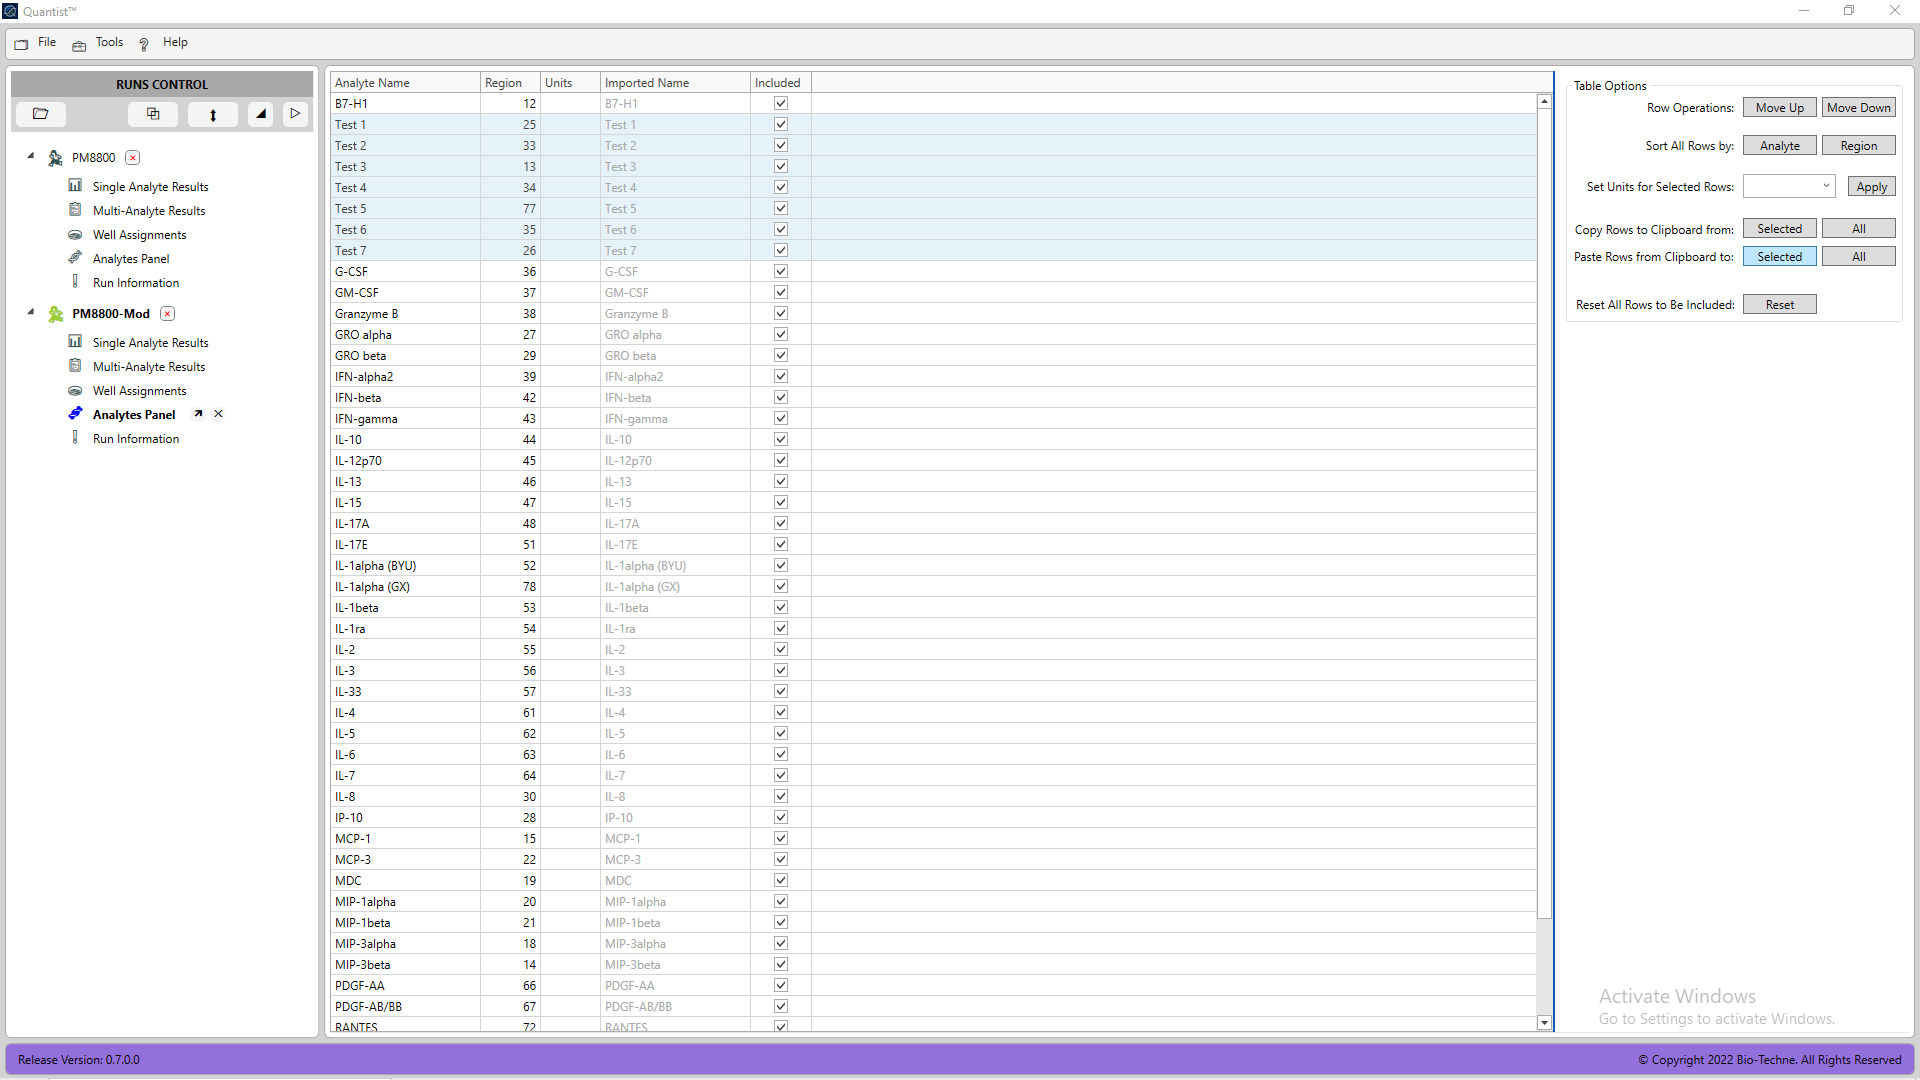 Quantist™
File Tools Help
RUNS CONTROL
PM8800
Single Analyte Results
Multi-Analyte Results
Well Assignments
Analytes Panel
Run Information
PM8800-Mod
Single Analyte Results
Multi-Analyte Results
Well Assignments
Analytes Panel
Run Information
Analyte Name Region Units Imported Name Included
B7-H1 12 B7-H1
Test 1 25 Test 1
Test 2 33 Test 2
Test 3 13 Test 3
Test 4 34 Test 4
Test 5 77 Test 5
Test 6 35 Test 6
Test 7 26 Test 7
G-CSF 36 G-CSF
GM-CSF 37 GM-CSF
Granzyme B 38 Granzyme B
GRO alpha 27 GRO alpha
GRO beta 29 GRO beta
IFN-alpha2 39 IFN-alpha2
IFN-beta 42 IFN-beta
IFN-gamma 43 IFN-gamma
IL-10 44 IL-10
IL-12p70 45 IL-12p70
IL-13 46 IL-13
IL-15 47 IL-15
IL-17A 48 IL-17A
IL-17E 51 IL-17E
IL-1alpha (BYU) 52 IL-1alpha (BYU)
IL-1alpha (GX) 78 IL-1alpha (GX)
IL-1beta 53 IL-1beta
IL-1ra 54 IL-1ra
IL-2 55 IL-2
IL-3 56 IL-3
IL-33 57 IL-33
IL-4 61 IL-4
IL-5 62 IL-5
IL-6 63 IL-6
IL-7 64 IL-7
IL-8 30 IL-8
IP-10 28 IP-10
MCP-1 15 MCP-1
MCP-3 22 MCP-3
MDC 19 MDC
MIP-1alpha 20 MIP-1alpha
MIP-1beta 21 MIP-1beta
MIP-3alpha 18 MIP-3alpha
MIP-3beta 14 MIP-3beta
PDGF-AA 66 PDGF-AA
PDGF-AB/BB 67 PDGF-AB/BB
RANTES 72 RANTES
Table Options
Row Operations: Move Up Move Down
Sort All Rows by: Analyte Region
Set Units for Selected Rows: Apply
Copy Rows to Clipboard from: Selected All
Paste Rows from Clipboard to: Selected All
Reset All Rows to Be Included: Reset
Activate Windows
Go to Settings to activate Windows.
Release Version: 0.7.0.0
© Copyright 2022 Bio-Techne. All Rights Reserved